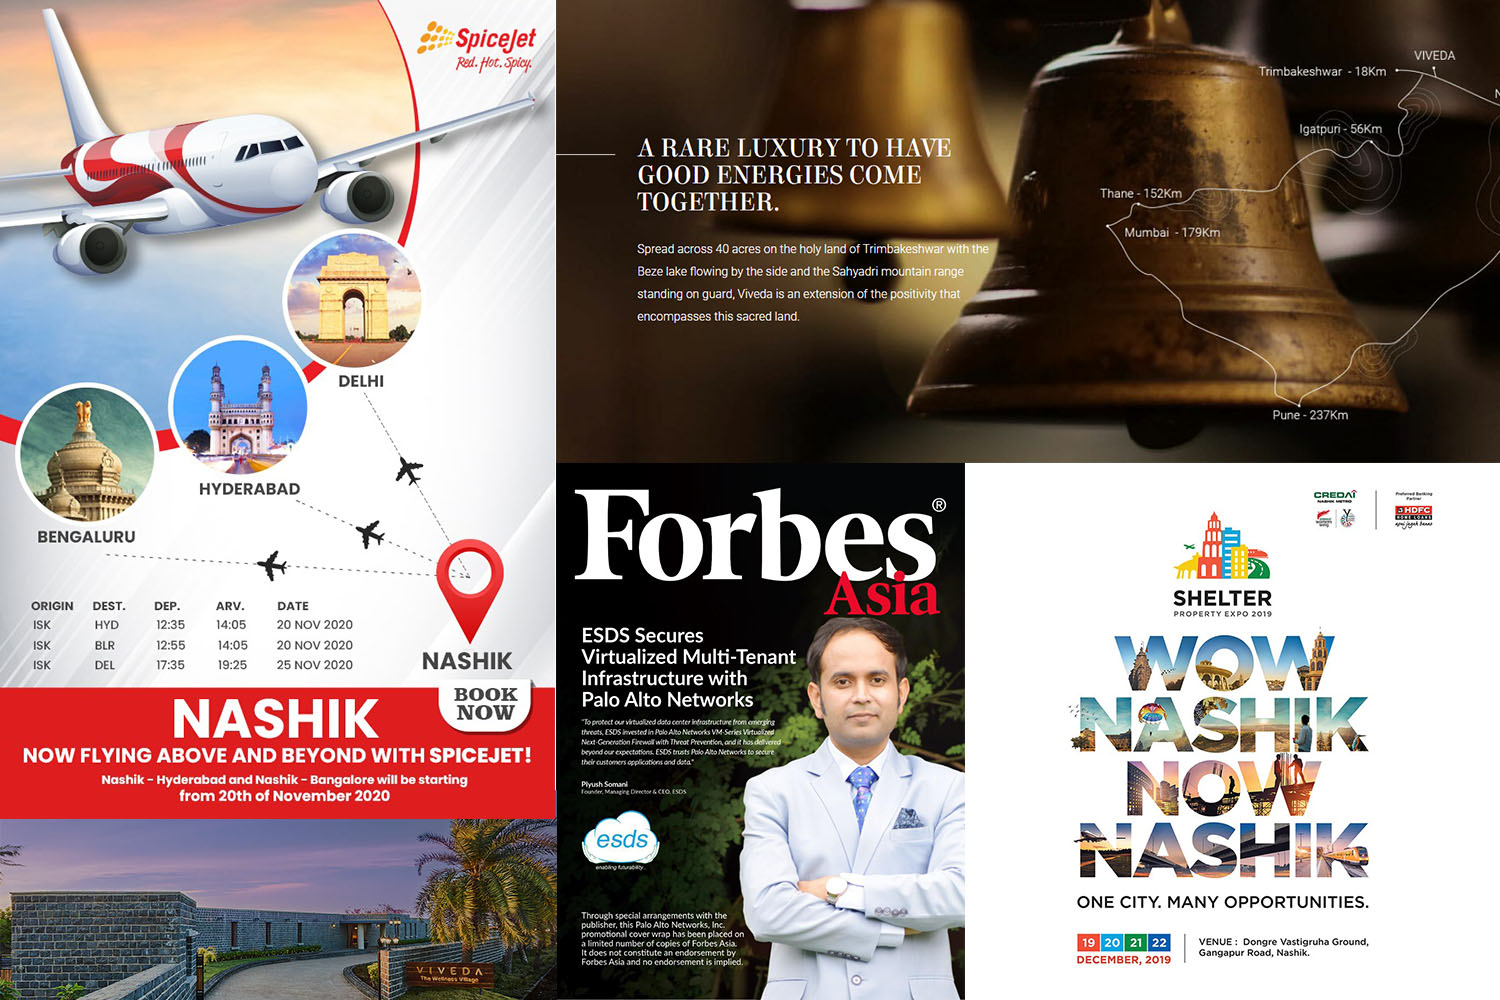 SpiceJet
Red. Hot. Spicy.
DELHI
HYDERABAD
BENGALURU
ORIGIN DEST. DEP. ARV. DATE
ISK HYD 12:35 14:05 20 NOV 2020
ISK BLR 12:55 14:05 20 NOV 2020
ISK DEL 17:35 19:25 25 NOV 2020
NASHIK
BOOK
NOW
NASHIK
NOW FLYING ABOVE AND BEYOND WITH SPICEJET!
Nashik - Hyderabad and Nashik - Bangalore will be starting
from 20th of November 2020
VIVEDA
The Wellness Village
A RARE LUXURY TO HAVE
GOOD ENERGIES COME
TOGETHER.
Spread across 40 acres on the holy land of Trimbakeshwar with the
Beze lake flowing by the side and the Sahyadri mountain range
standing on guard, Viveda is an extension of the positivity that
encompasses this sacred land.
VIVEDA
Trimbakeshwar - 18Km
N
Igatpuri - 56Km
Thane - 152Km
Mumbai - 179Km
Pune - 237Km
Forbes®
Asia
ESDS Secures
Virtualized Multi-Tenant
Infrastructure with
Palo Alto Networks
"To protect our virtualized data center infrastructure from emerging
threats, ESDS invested in Palo Alto Networks VM-Series Virtualized
Next-Generation Firewall with Threat Prevention, and it has delivered
beyond our expectations. ESDS trusts Palo Alto Networks to secure
their customers applications and data."
Piyush Somani
Founder, Managing Director & CEO, ESDS
esds
enabling futurability
Through special arrangements with the
publisher, this Palo Alto Networks, Inc.
promotional cover wrap has been placed on
a limited number of copies of Forbes Asia.
It does not constitute an endorsement by
Forbes Asia and no endorsement is implied.
CREDAI
NASHIK METRO
Preferred Banking
Partner
HDFC
HOME LOANS
SHELTER
PROPERTY EXPO 2019
WOW
NASHIK
NOW
NASHIK
ONE CITY. MANY OPPORTUNITIES.
19 20 21 22
DECEMBER, 2019
VENUE : Dongre Vastigruha Ground,
Gangapur Road, Nashik.